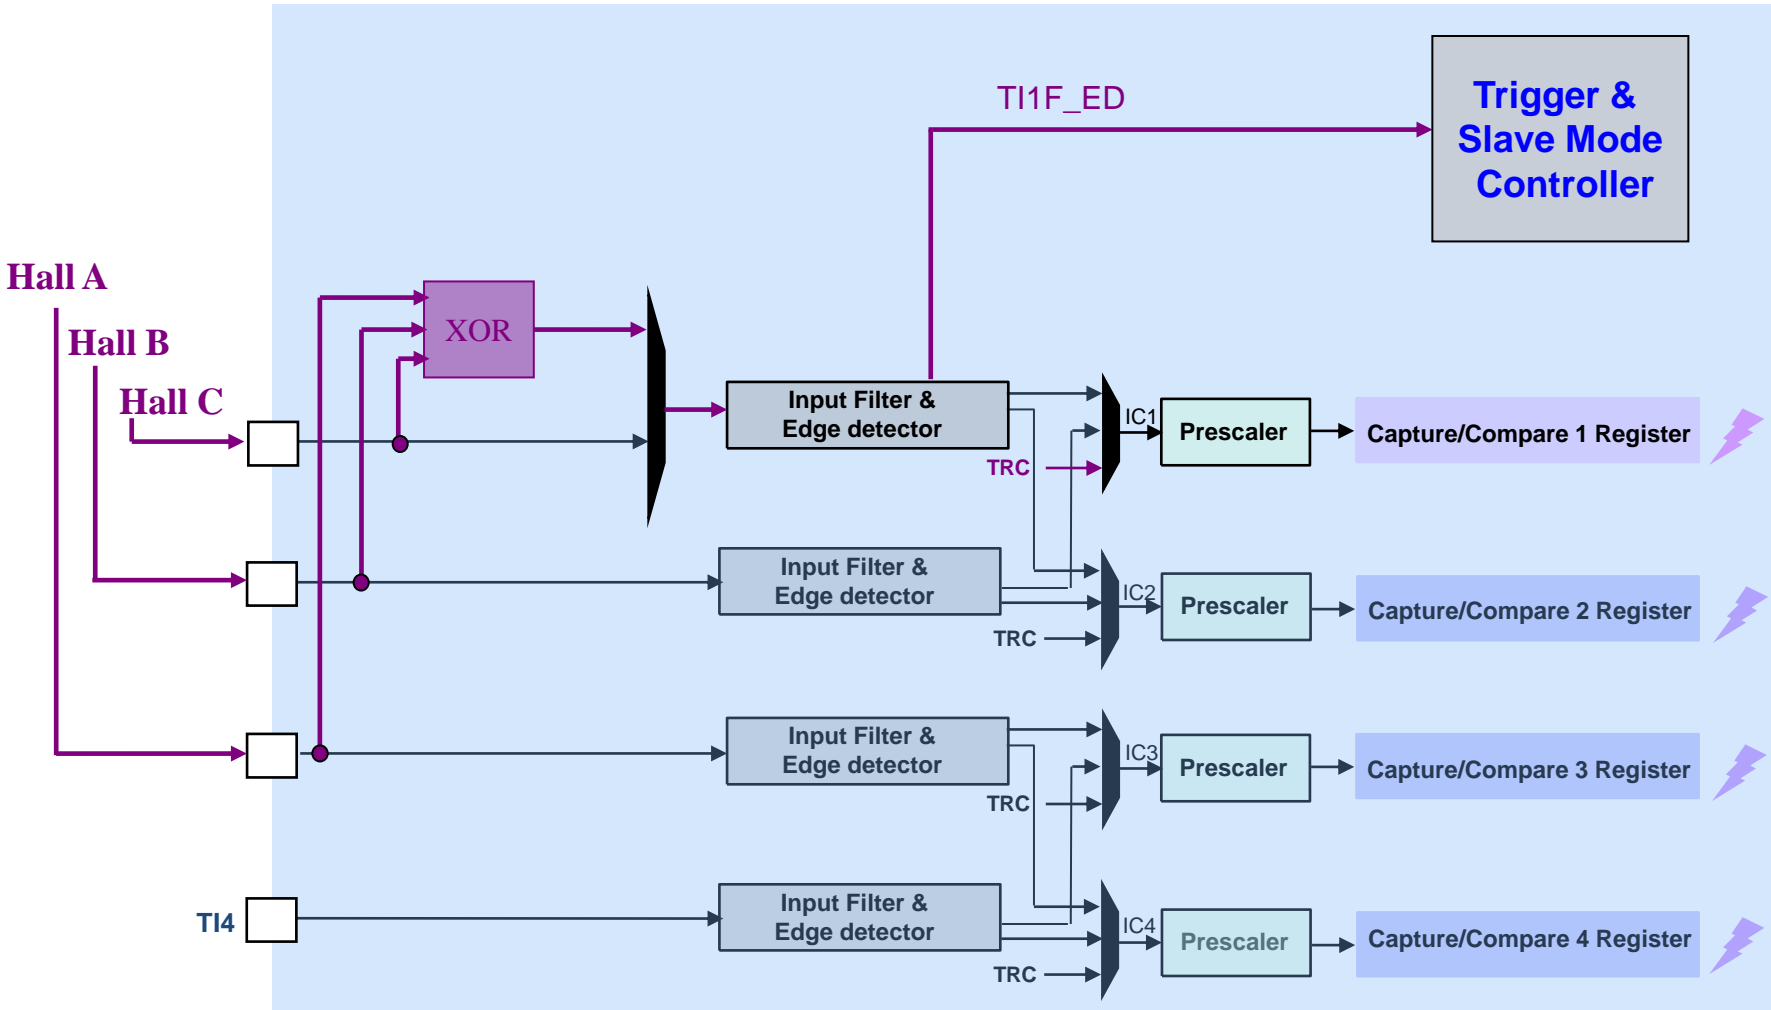 TI1F_ED
Trigger &
Slave Mode
Controller
Hall A
Hall B
Hall C
XOR
Input Filter &
Edge detector
TRC
IC1
Prescaler
Capture/Compare 1 Register
Input Filter &
Edge detector
TRC
IC2
Prescaler
Capture/Compare 2 Register
Input Filter &
Edge detector
TRC
IC3
Prescaler
Capture/Compare 3 Register
TI4
Input Filter &
Edge detector
TRC
IC4
Prescaler
Capture/Compare 4 Register